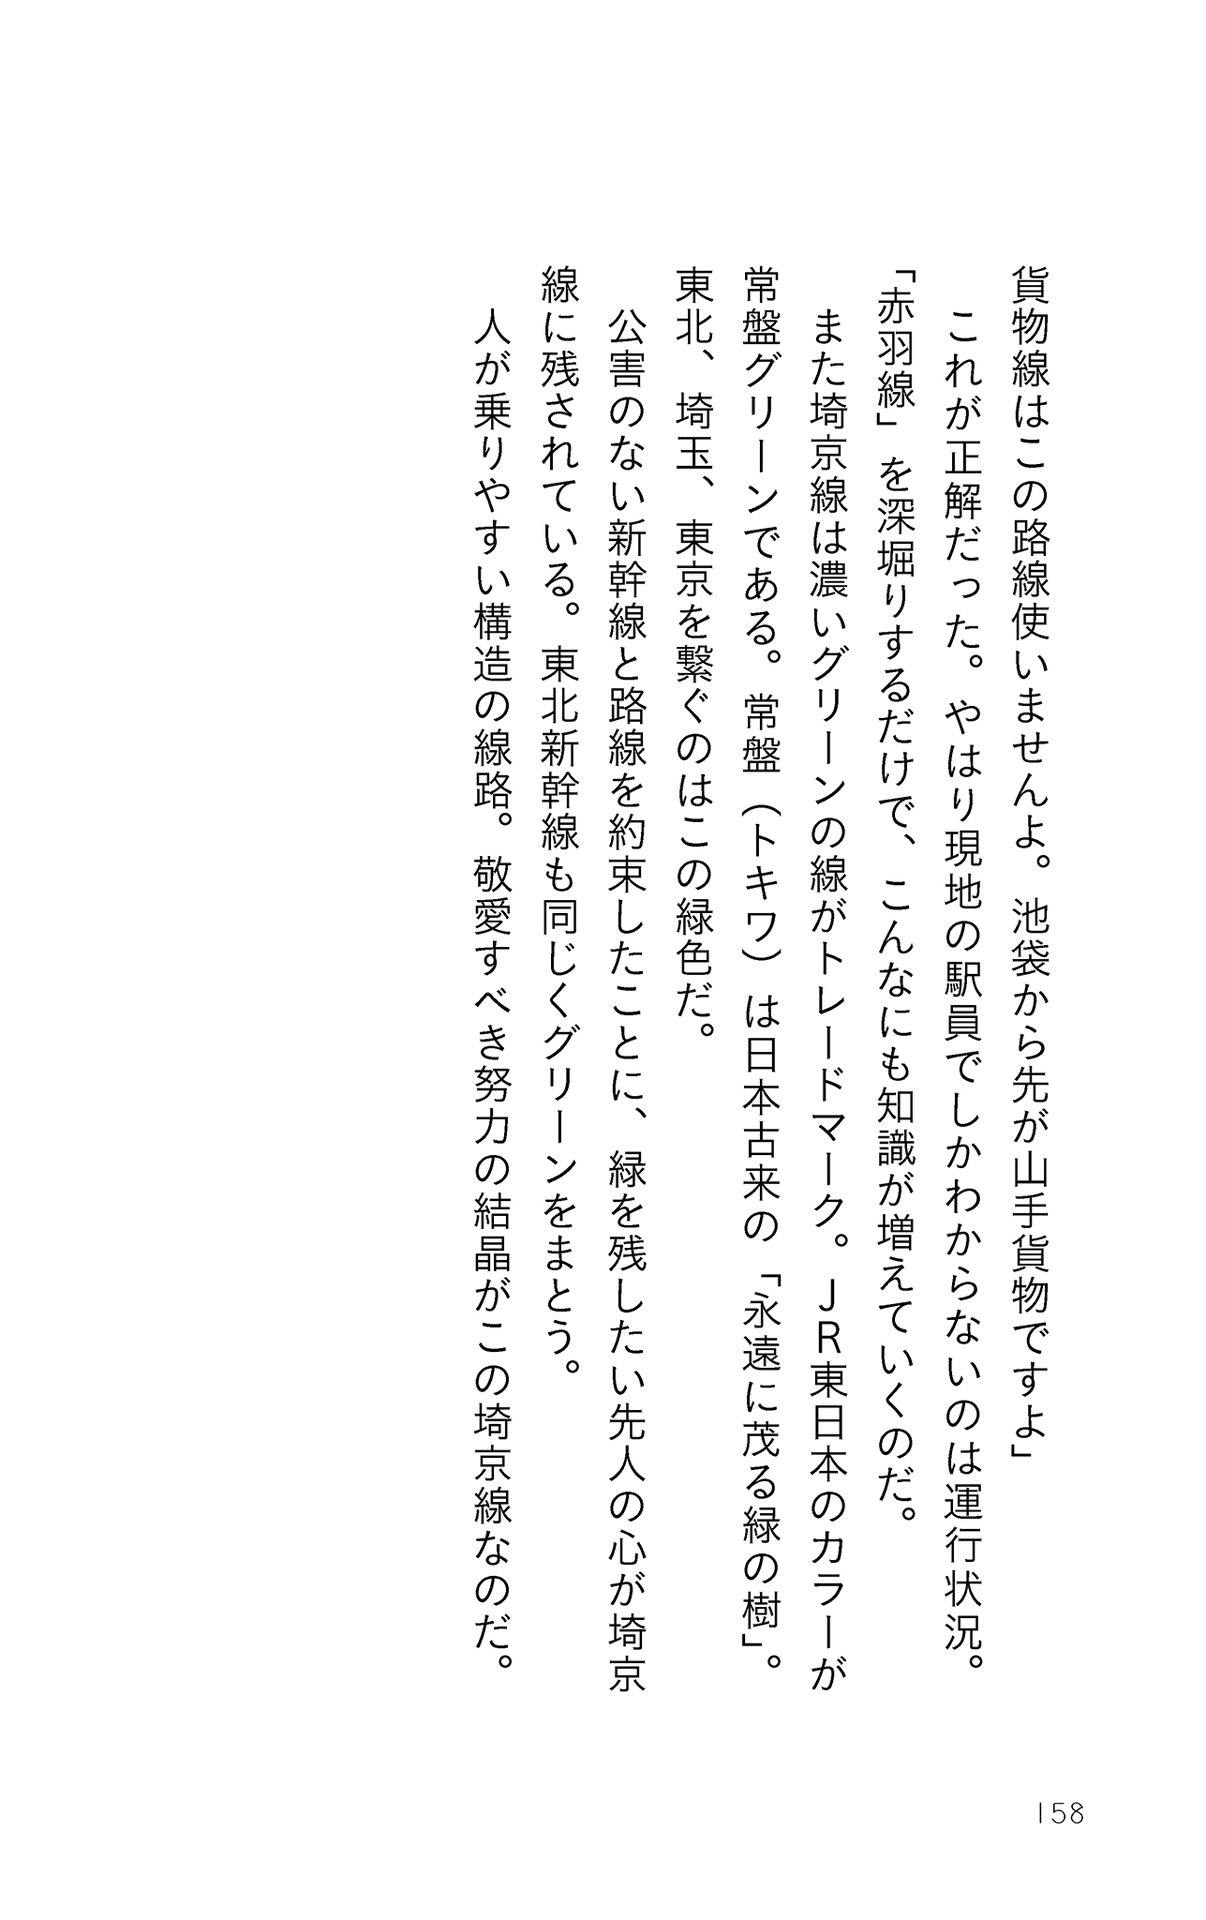 貨物線はこの路線使いませんよ。池袋から先が山手貨物ですよ」
　これが正解だった。やはり現地の駅員でしかわからないのは運行状況。
「赤羽線」を深堀りするだけで、こんなにも知識が増えていくのだ。
　また埼京線は濃いグリーンの線がトレードマーク。ＪＲ東日本のカラーが
常盤グリーンである。常盤（トキワ）は日本古来の「永遠に茂る緑の樹」。
東北、埼玉、東京を繋ぐのはこの緑色だ。
　公害のない新幹線と路線を約束したことに、緑を残したい先人の心が埼京
線に残されている。東北新幹線も同じくグリーンをまとう。
　人が乗りやすい構造の線路。敬愛すべき努力の結晶がこの埼京線なのだ。
158